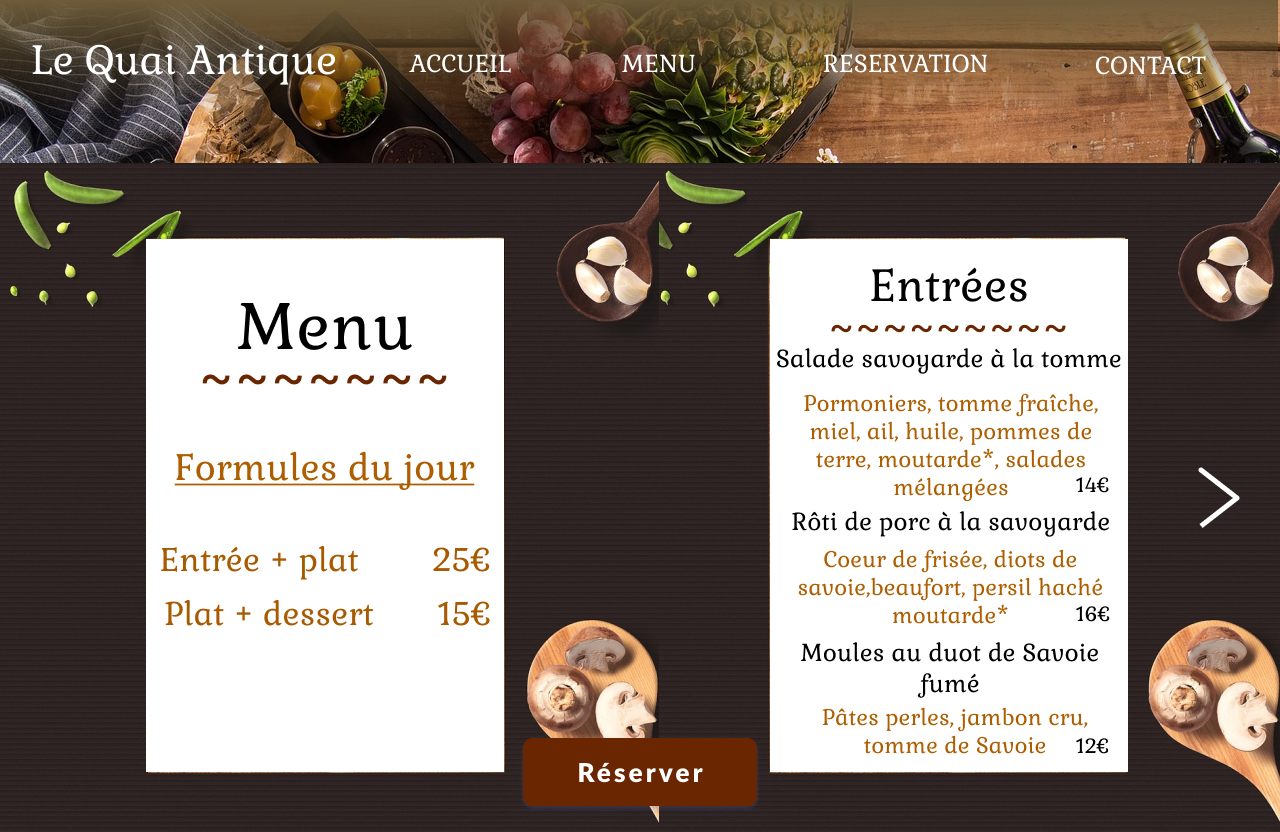 Le Quai Antique
ACCUEIL
MENU
RESERVATION
CONTACT
Menu
~~~~~~~
Formules du jour
Entrée + plat 25€
Plat + dessert 15€
Entrées
~~~~~~~~~
Salade savoyarde à la tomme
Pormoniers, tomme fraîche,
miel, ail, huile, pommes de
terre, moutarde*, salades
mélangées 14€
Rôti de porc à la savoyarde
Coeur de frisée, diots de
savoie,beaufort, persil haché
moutarde* 16€
Moules au duot de Savoie
fumé
Pâtes perles, jambon cru,
tomme de Savoie 12€
Réserver